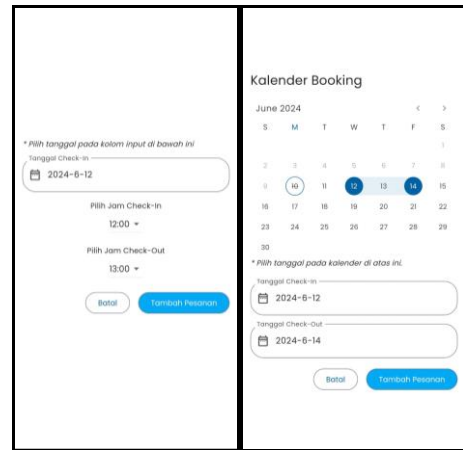 * Pilih tanggal pada kolom input di bawah ini
Tanggal Check-In
2024-6-12
Pilih Jam Check-In
12:00
Pilih Jam Check-Out
13:00
Batal
Tambah Pesanan
Kalender Booking
June 2024
S M T W T F S
1
2 3 4 5 6 7 8
9 10 11 12 13 14 15
16 17 18 19 20 21 22
23 24 25 26 27 28 29
30
* Pilih tanggal pada kalender di atas ini.
Tanggal Check-In
2024-6-12
Tanggal Check-Out
2024-6-14
Batal
Tambah Pesanan